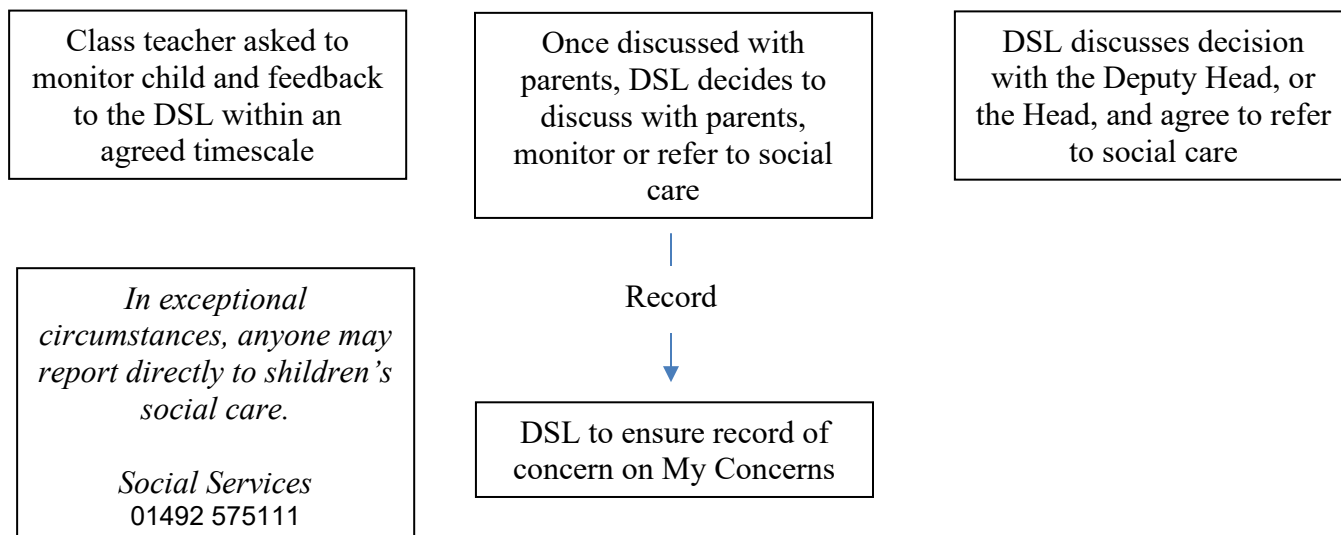 Class teacher asked to
monitor child and feedback
to the DSL within an
agreed timescale
Once discussed with
parents, DSL decides to
discuss with parents,
monitor or refer to social
care
DSL discusses decision
with the Deputy Head, or
the Head, and agree to refer
to social care
In exceptional
circumstances, anyone may
report directly to shildren’s
social care.
Social Services
01492 575111
Record
DSL to ensure record of
concern on My Concerns